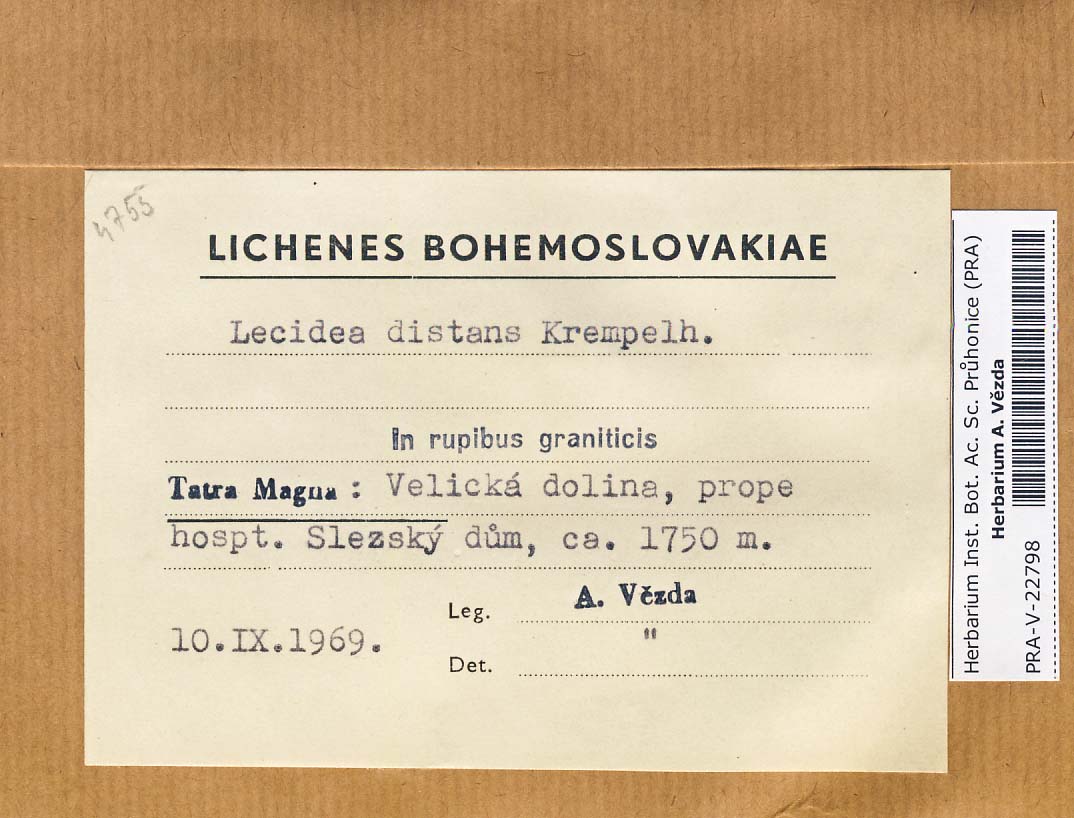 4755
LICHENES BOHEMOSLOVAKIAE
Lecidea distans Krempelh.
In rupibus graniticis
Tatra Magna : Velická dolina, prope
hospt. Slezský dům, ca. 1750 m.
Leg. A. Vězda
10.IX.1969.
Det. "
Herbarium Inst. Bot. Ac. Sc. Průhonice (PRA)
Herbarium A. Vězda
PRA-V-22798